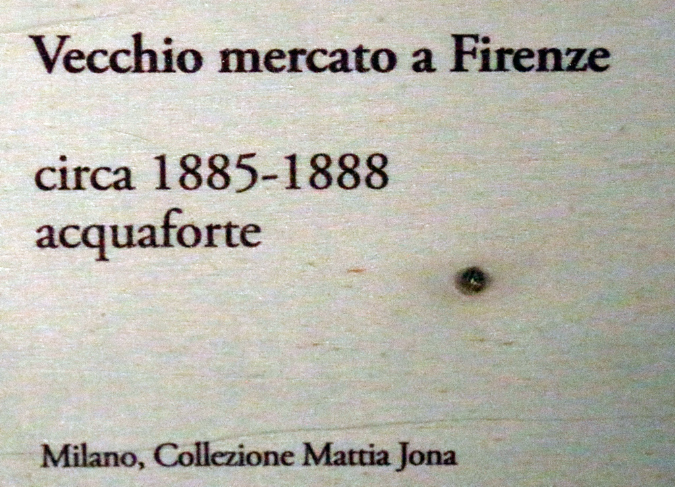 Vecchio mercato a Firenze
circa 1885-1888
acquaforte
Milano, Collezione Mattia Jona